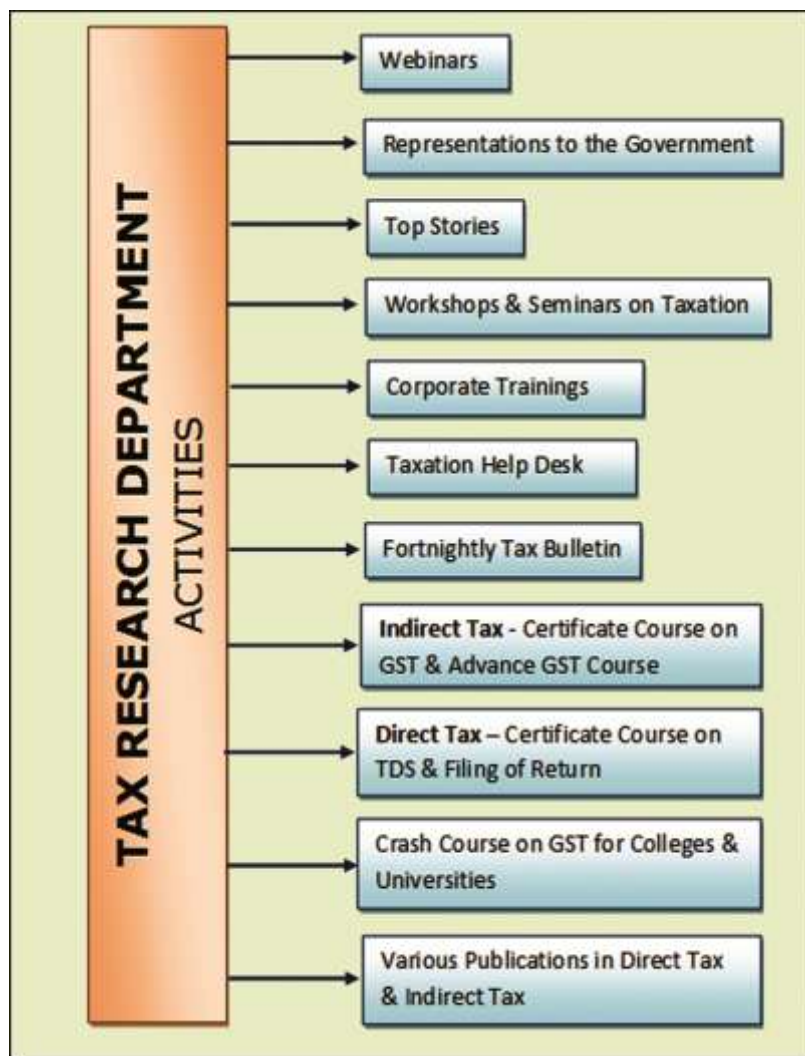 TAX RESEARCH DEPARTMENT
ACTIVITIES
Webinars
Representations to the Government
Top Stories
Workshops & Seminars on Taxation
Corporate Trainings
Taxation Help Desk
Fortnightly Tax Bulletin
Indirect Tax - Certificate Course on
GST & Advance GST Course
Direct Tax – Certificate Course on
TDS & Filing of Return
Crash Course on GST for Colleges &
Universities
Various Publications in Direct Tax
& Indirect Tax